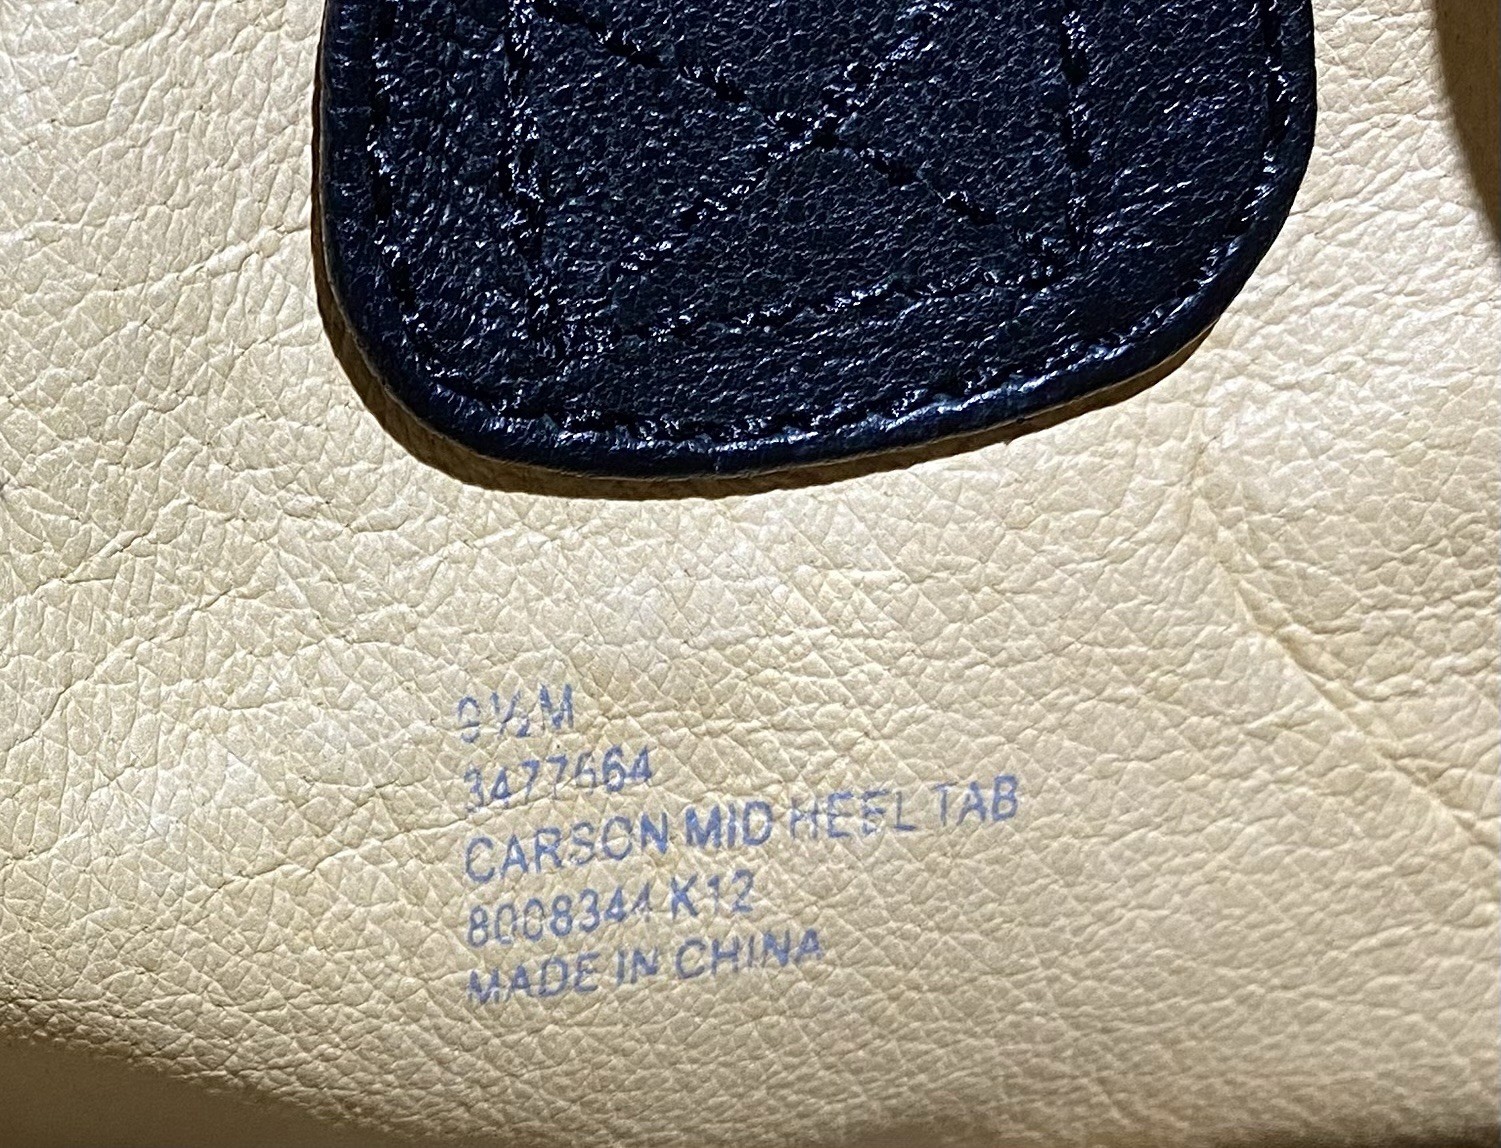 9½M
3477664
CARSON MID HEEL TAB
8008344 K12
MADE IN CHINA